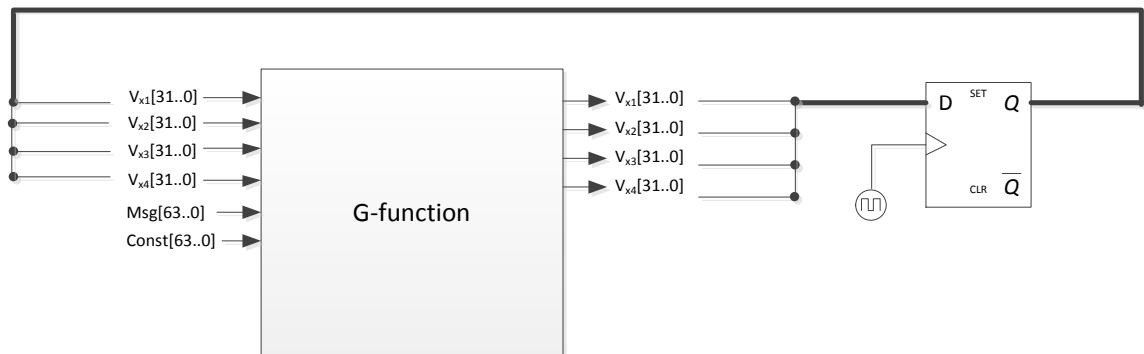 Vx1[31..0]
Vx2[31..0]
Vx3[31..0]
Vx4[31..0]
Msg[63..0]
Const[63..0]
G-function
Vx1[31..0]
Vx2[31..0]
Vx3[31..0]
Vx4[31..0]
SET
D Q
CLR Q̅